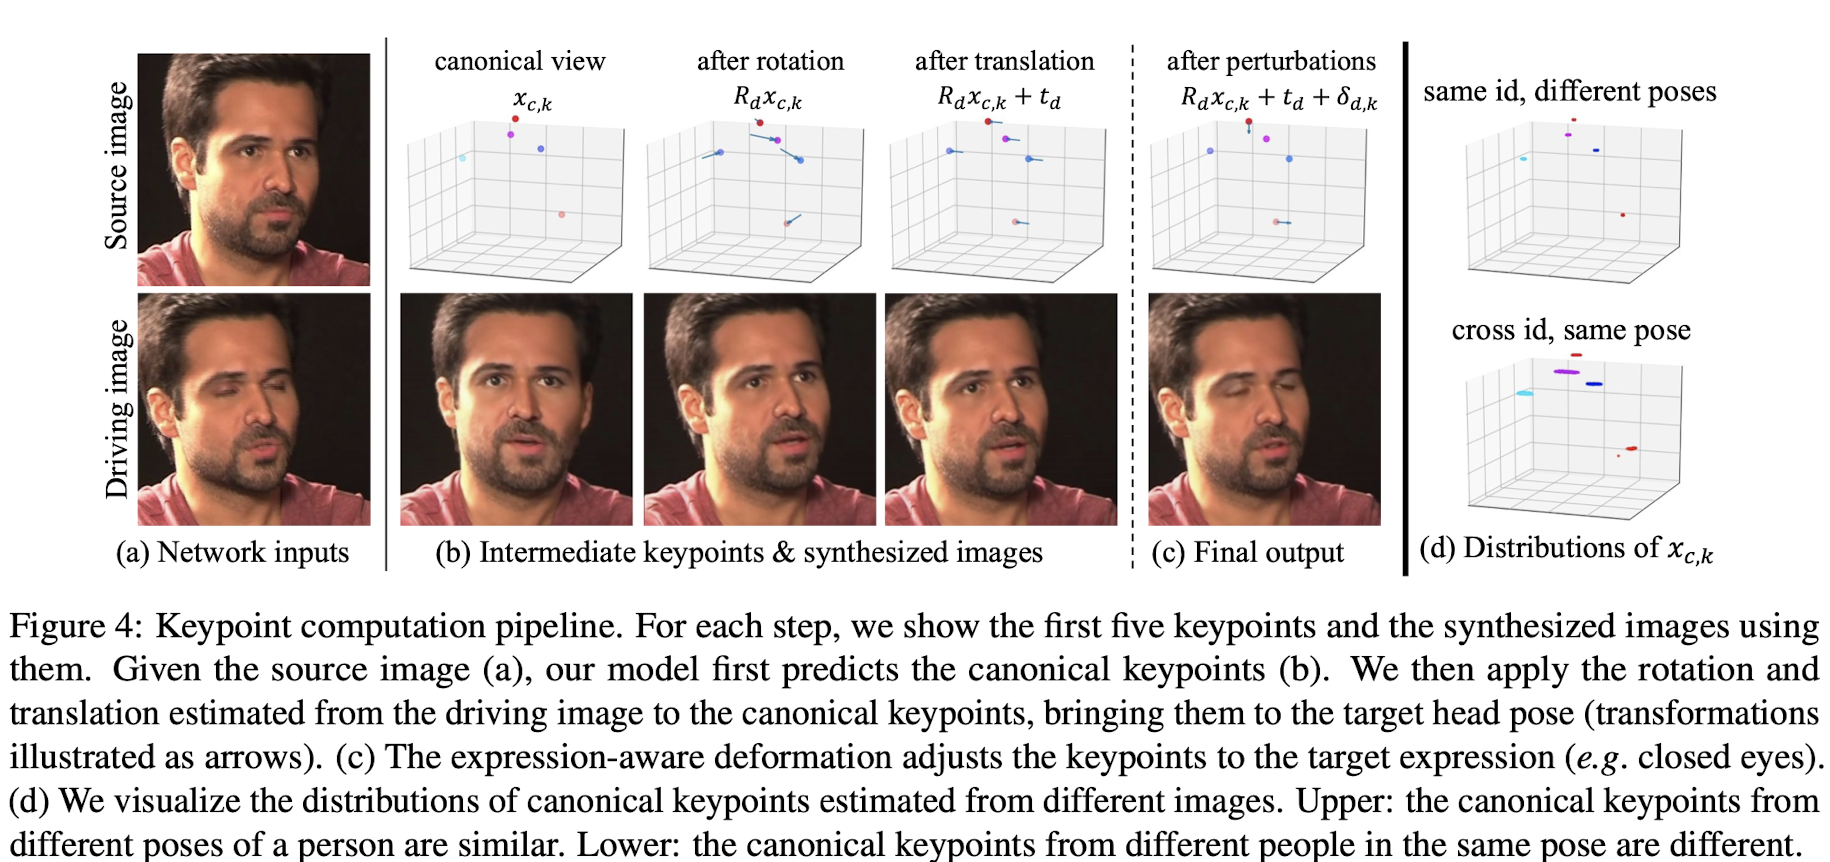 Source image
Driving image
canonical view
x_{c,k}
after rotation
R_d x_{c,k}
after translation
R_d x_{c,k} + t_d
after perturbations
R_d x_{c,k} + t_d + δ_{d,k}
same id, different poses
cross id, same pose
(a) Network inputs
(b) Intermediate keypoints & synthesized images
(c) Final output
(d) Distributions of x_{c,k}
Figure 4: Keypoint computation pipeline. For each step, we show the first five keypoints and the synthesized images using
them. Given the source image (a), our model first predicts the canonical keypoints (b). We then apply the rotation and
translation estimated from the driving image to the canonical keypoints, bringing them to the target head pose (transformations
illustrated as arrows). (c) The expression-aware deformation adjusts the keypoints to the target expression (e.g. closed eyes).
(d) We visualize the distributions of canonical keypoints estimated from different images. Upper: the canonical keypoints from
different poses of a person are similar. Lower: the canonical keypoints from different people in the same pose are different.